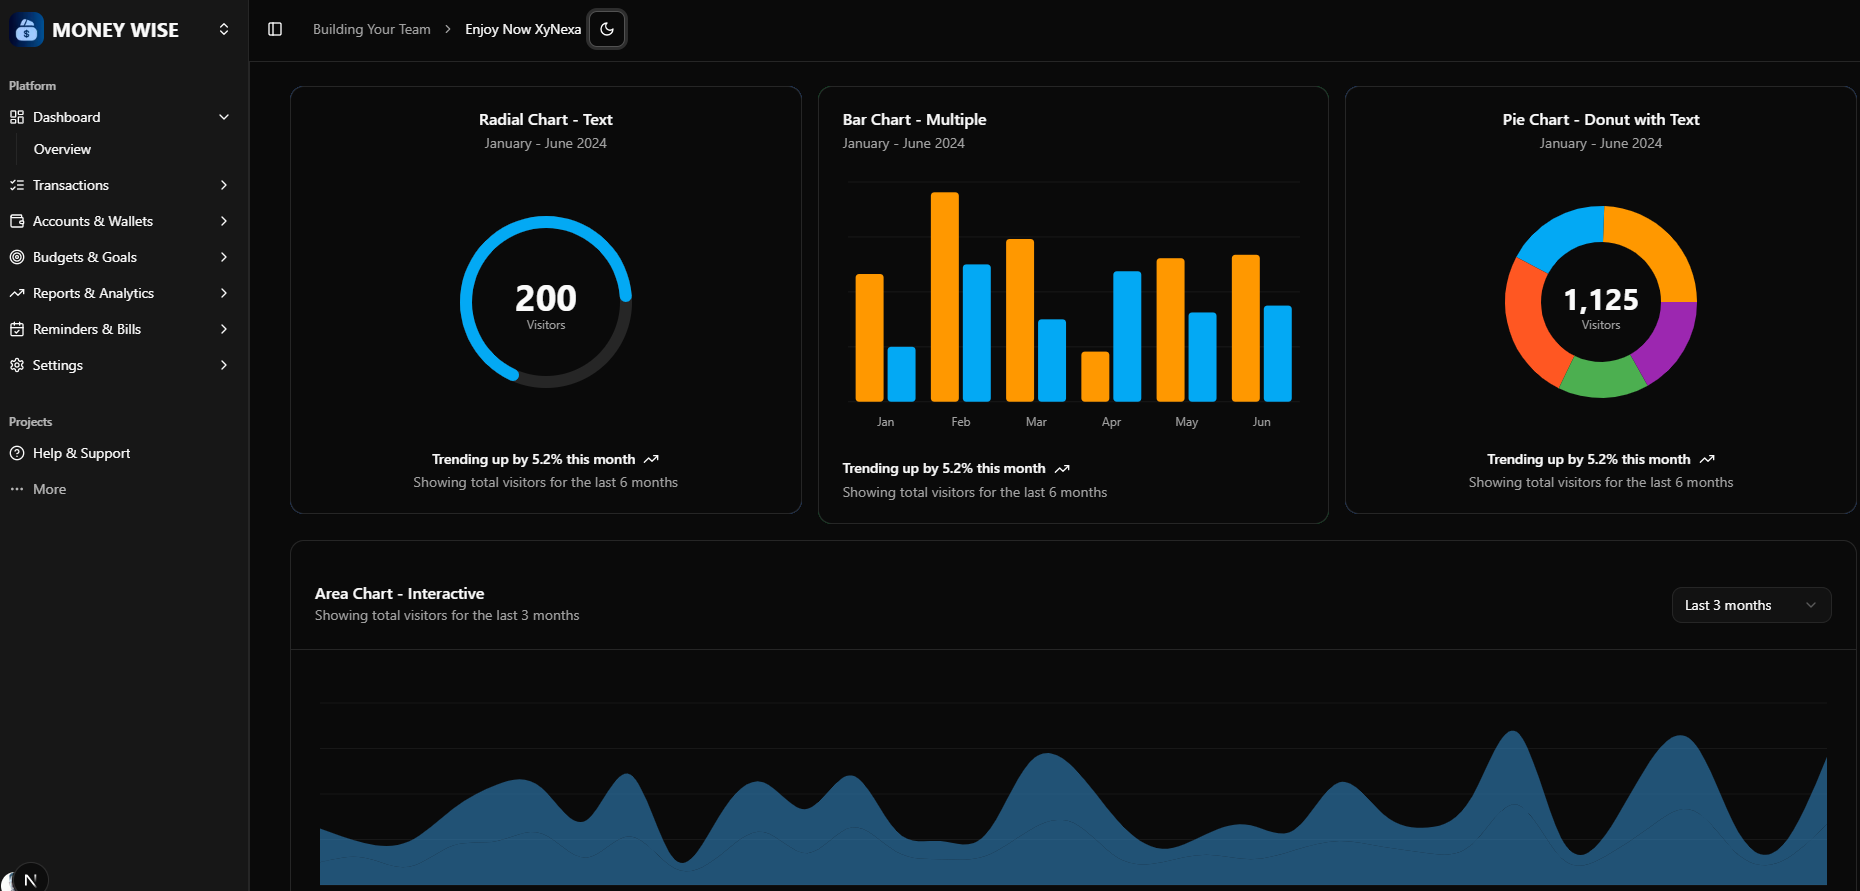 MONEY WISE
Platform
Dashboard
Overview
Transactions
Accounts & Wallets
Budgets & Goals
Reports & Analytics
Reminders & Bills
Settings
Projects
Help & Support
More
N
Building Your Team
Enjoy Now XyNexa
Radial Chart - Text
January - June 2024
200
Visitors
Trending up by 5.2% this month
Showing total visitors for the last 6 months
Bar Chart - Multiple
January - June 2024
Jan Feb Mar Apr May Jun
Trending up by 5.2% this month
Showing total visitors for the last 6 months
Pie Chart - Donut with Text
January - June 2024
1,125
Visitors
Trending up by 5.2% this month
Showing total visitors for the last 6 months
Area Chart - Interactive
Showing total visitors for the last 3 months
Last 3 months